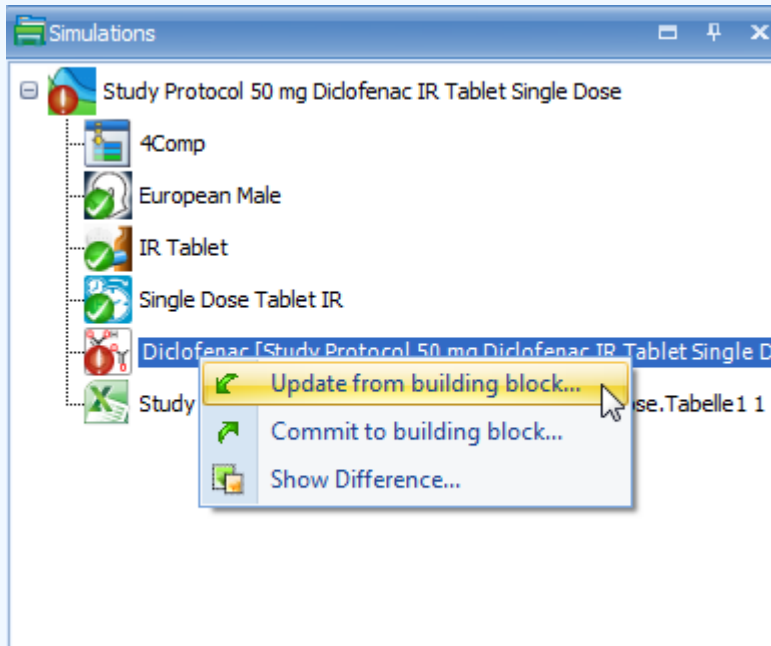 Simulations
Study Protocol 50 mg Diclofenac IR Tablet Single Dose
4Comp
European Male
IR Tablet
Single Dose Tablet IR
Diclofenac [Study Protocol 50 mg Diclofenac IR Tablet Single D
Update from building block...
Study se.Tabelle1 1
Commit to building block...
Show Difference...